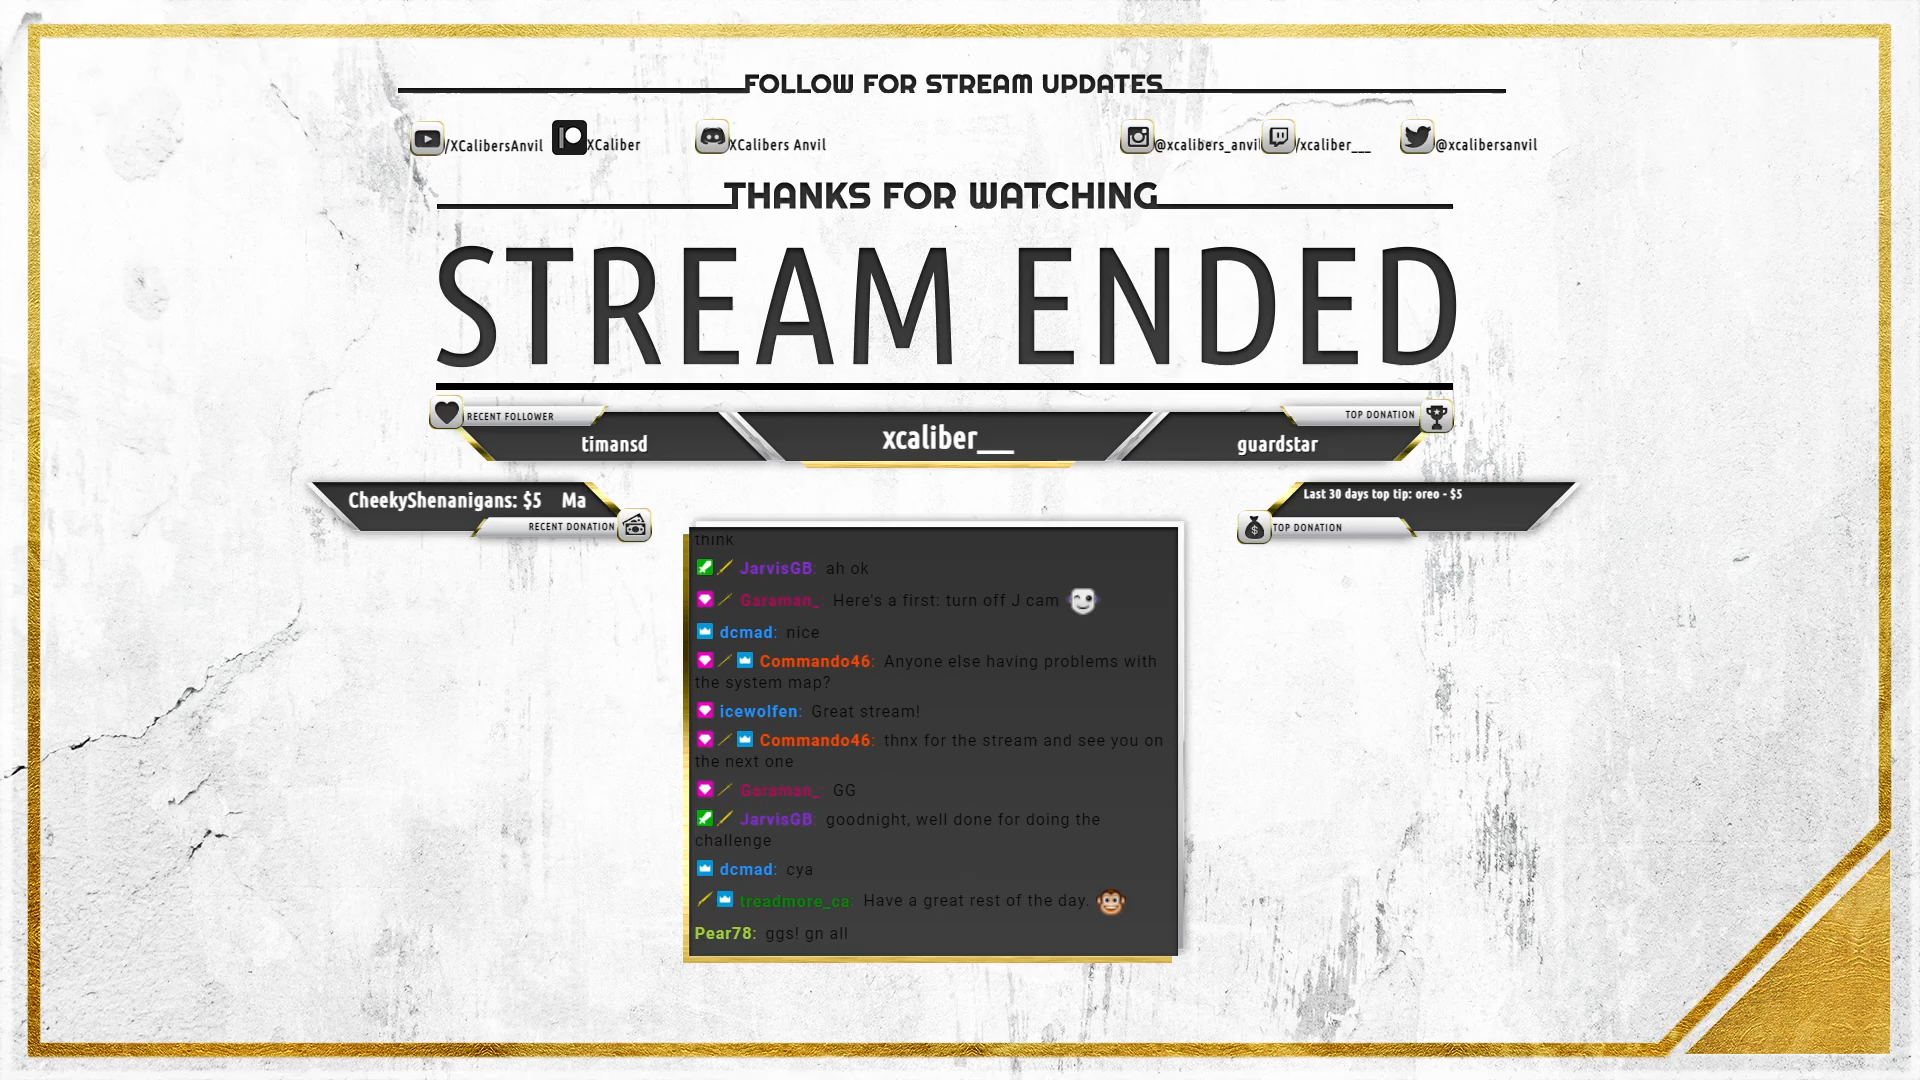 FOLLOW FOR STREAM UPDATES
/XCalibersAnvil XCaliber XCalibers Anvil @xcalibers_anvil /xcaliber___ @xcalibersanvil
THANKS FOR WATCHING
STREAM ENDED
RECENT FOLLOWER
timansd
xcaliber___
TOP DONATION
guardstar
CheekyShenanigans: $5 Ma
RECENT DONATION
Last 30 days top tip: oreo - $5
TOP DONATION
think
JarvisGB: ah ok
Garaman_: Here's a first: turn off J cam
dcmad: nice
Commando46: Anyone else having problems with
the system map?
icewolfen: Great stream!
Commando46: thnx for the stream and see you on
the next one
Garaman_: GG
JarvisGB: goodnight, well done for doing the
challenge
dcmad: cya
treadmore_ca: Have a great rest of the day.
Pear78: ggs! gn all